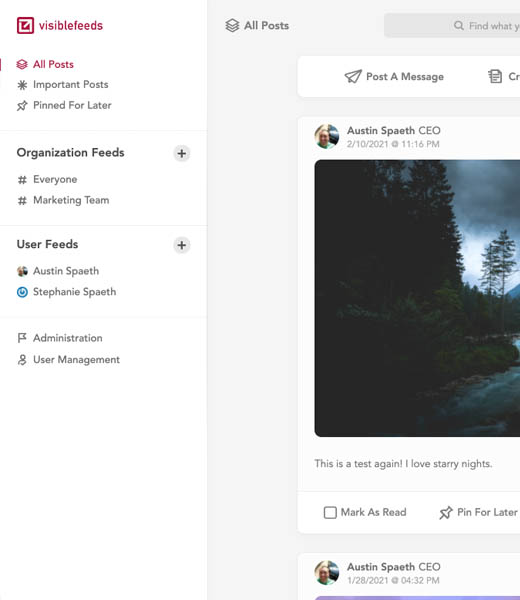 visiblefeeds
All Posts
Important Posts
Pinned For Later
Organization Feeds
Everyone
Marketing Team
User Feeds
Austin Spaeth
Stephanie Spaeth
Administration
User Management
All Posts
Find what y
Post A Message
Cr
Austin Spaeth CEO
2/10/2021 @ 11:16 PM
This is a test again! I love starry nights.
Mark As Read
Pin For Later
Austin Spaeth CEO
1/28/2021 @ 04:32 PM